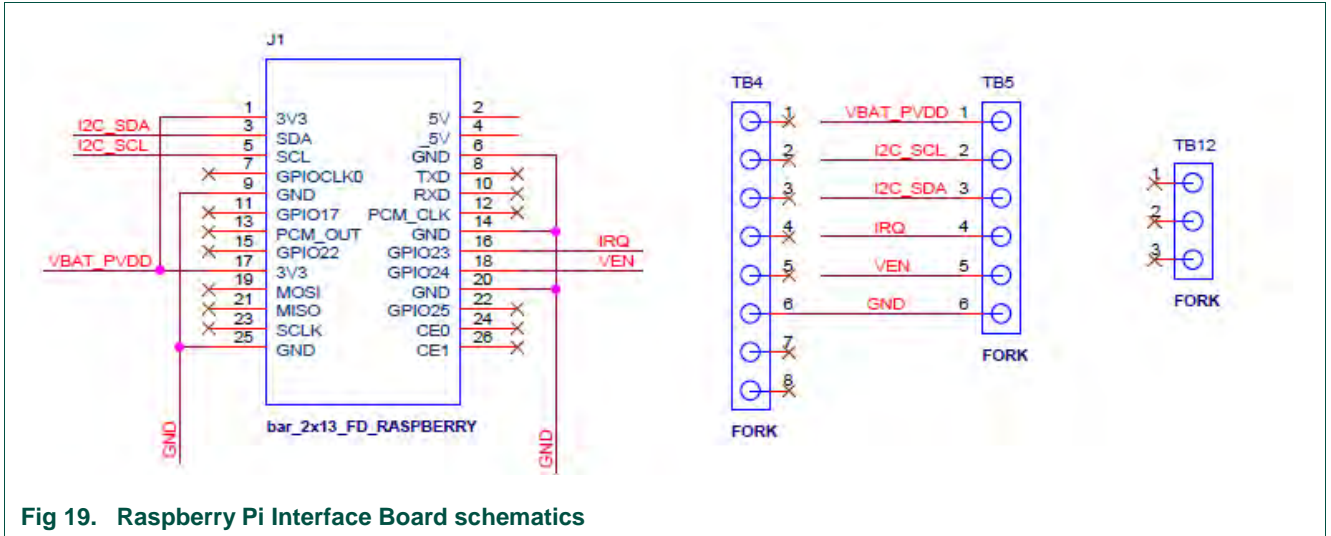 J1
1 3V3 5V 2
I2C_SDA 3 SDA _5V 4
I2C_SCL 5 SCL GND 6
7 GPIOCLK0 TXD 8
9 GND RXD 10
11 GPIO17 PCM_CLK 12
13 PCM_OUT GND 14
15 GPIO22 GPIO23 16 IRQ
VBAT_PVDD 17 3V3 GPIO24 18 VEN
19 MOSI GND 20
21 MISO GPIO25 22
23 SCLK CE0 24
25 GND CE1 26
GND
GND
bar_2x13_FD_RASPBERRY
TB4
1
2
3
4
5
6
7
8
FORK
TB5
VBAT_PVDD 1
I2C_SCL 2
I2C_SDA 3
IRQ 4
VEN 5
GND 6
FORK
TB12
1
2
3
FORK
Fig 19. Raspberry Pi Interface Board schematics